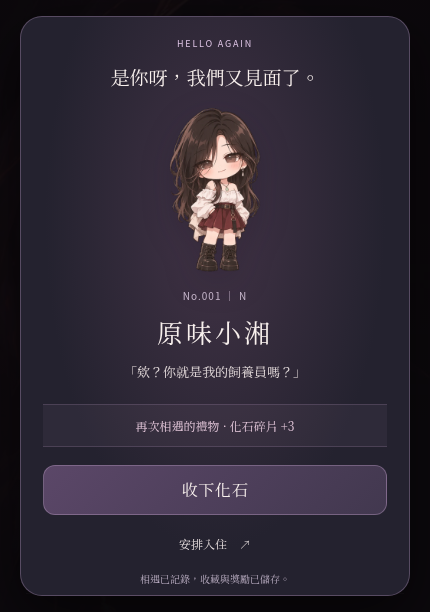 HELLO AGAIN
是你呀，我們又見面了。
No.001 ｜ N
原味小湘
「欸？你就是我的飼養員嗎？」
再次相遇的禮物 · 化石碎片 +3
收下化石
安排入住 ↗
相遇已記錄，收藏與獎勵已儲存。